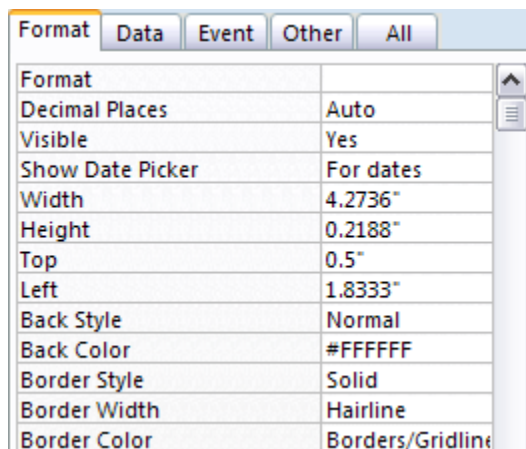 Format Data Event Other All
Format
Decimal Places Auto
Visible Yes
Show Date Picker For dates
Width 4.2736"
Height 0.2188"
Top 0.5"
Left 1.8333"
Back Style Normal
Back Color #FFFFFF
Border Style Solid
Border Width Hairline
Border Color Borders/Gridline